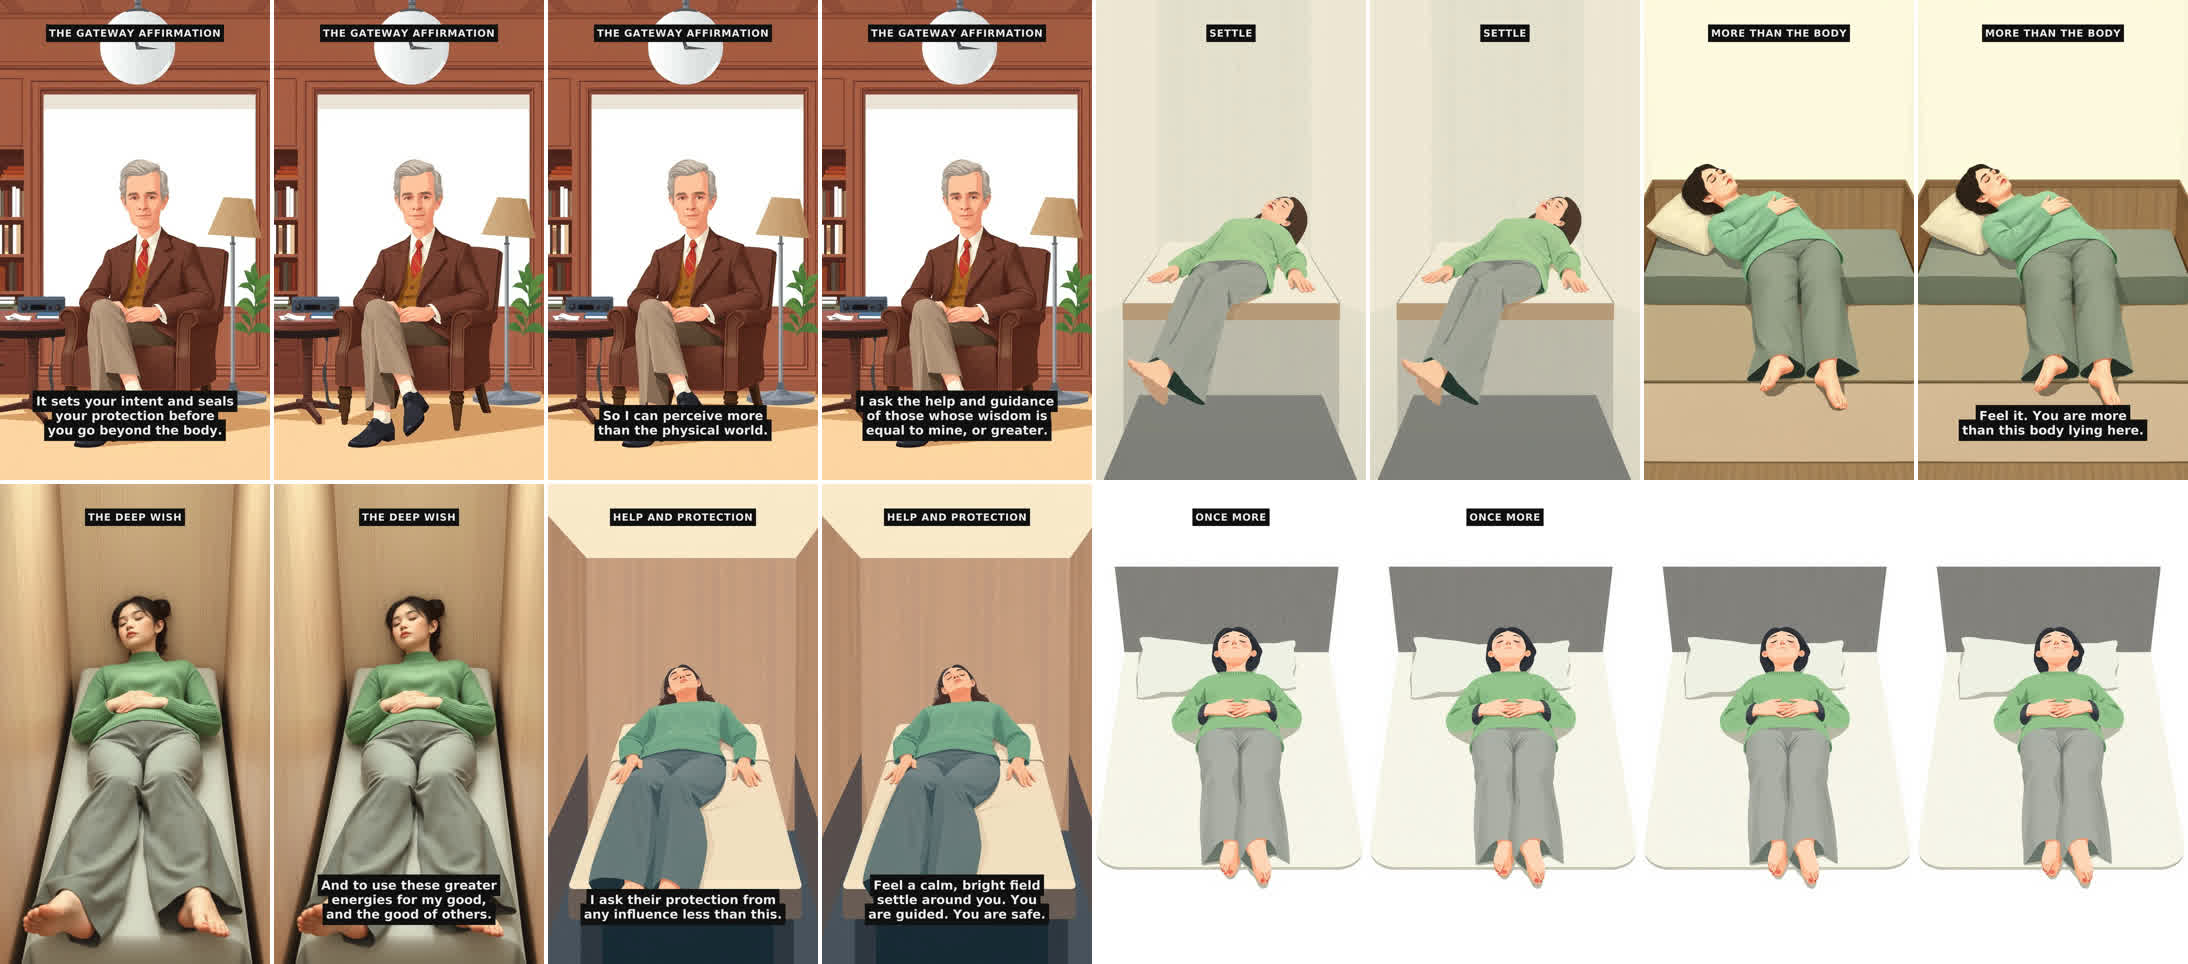 THE GATEWAY AFFIRMATION
It sets your intent and seals
your protection before
you go beyond the body.
THE GATEWAY AFFIRMATION
THE GATEWAY AFFIRMATION
So I can perceive more
than the physical world.
THE GATEWAY AFFIRMATION
I ask the help and guidance
of those whose wisdom is
equal to mine, or greater.
SETTLE
SETTLE
MORE THAN THE BODY
MORE THAN THE BODY
Feel it. You are more
than this body lying here.
THE DEEP WISH
THE DEEP WISH
And to use these greater
energies for my good,
and the good of others.
HELP AND PROTECTION
I ask their protection from
any influence less than this.
HELP AND PROTECTION
Feel a calm, bright field
settle around you. You
are guided. You are safe.
ONCE MORE
ONCE MORE